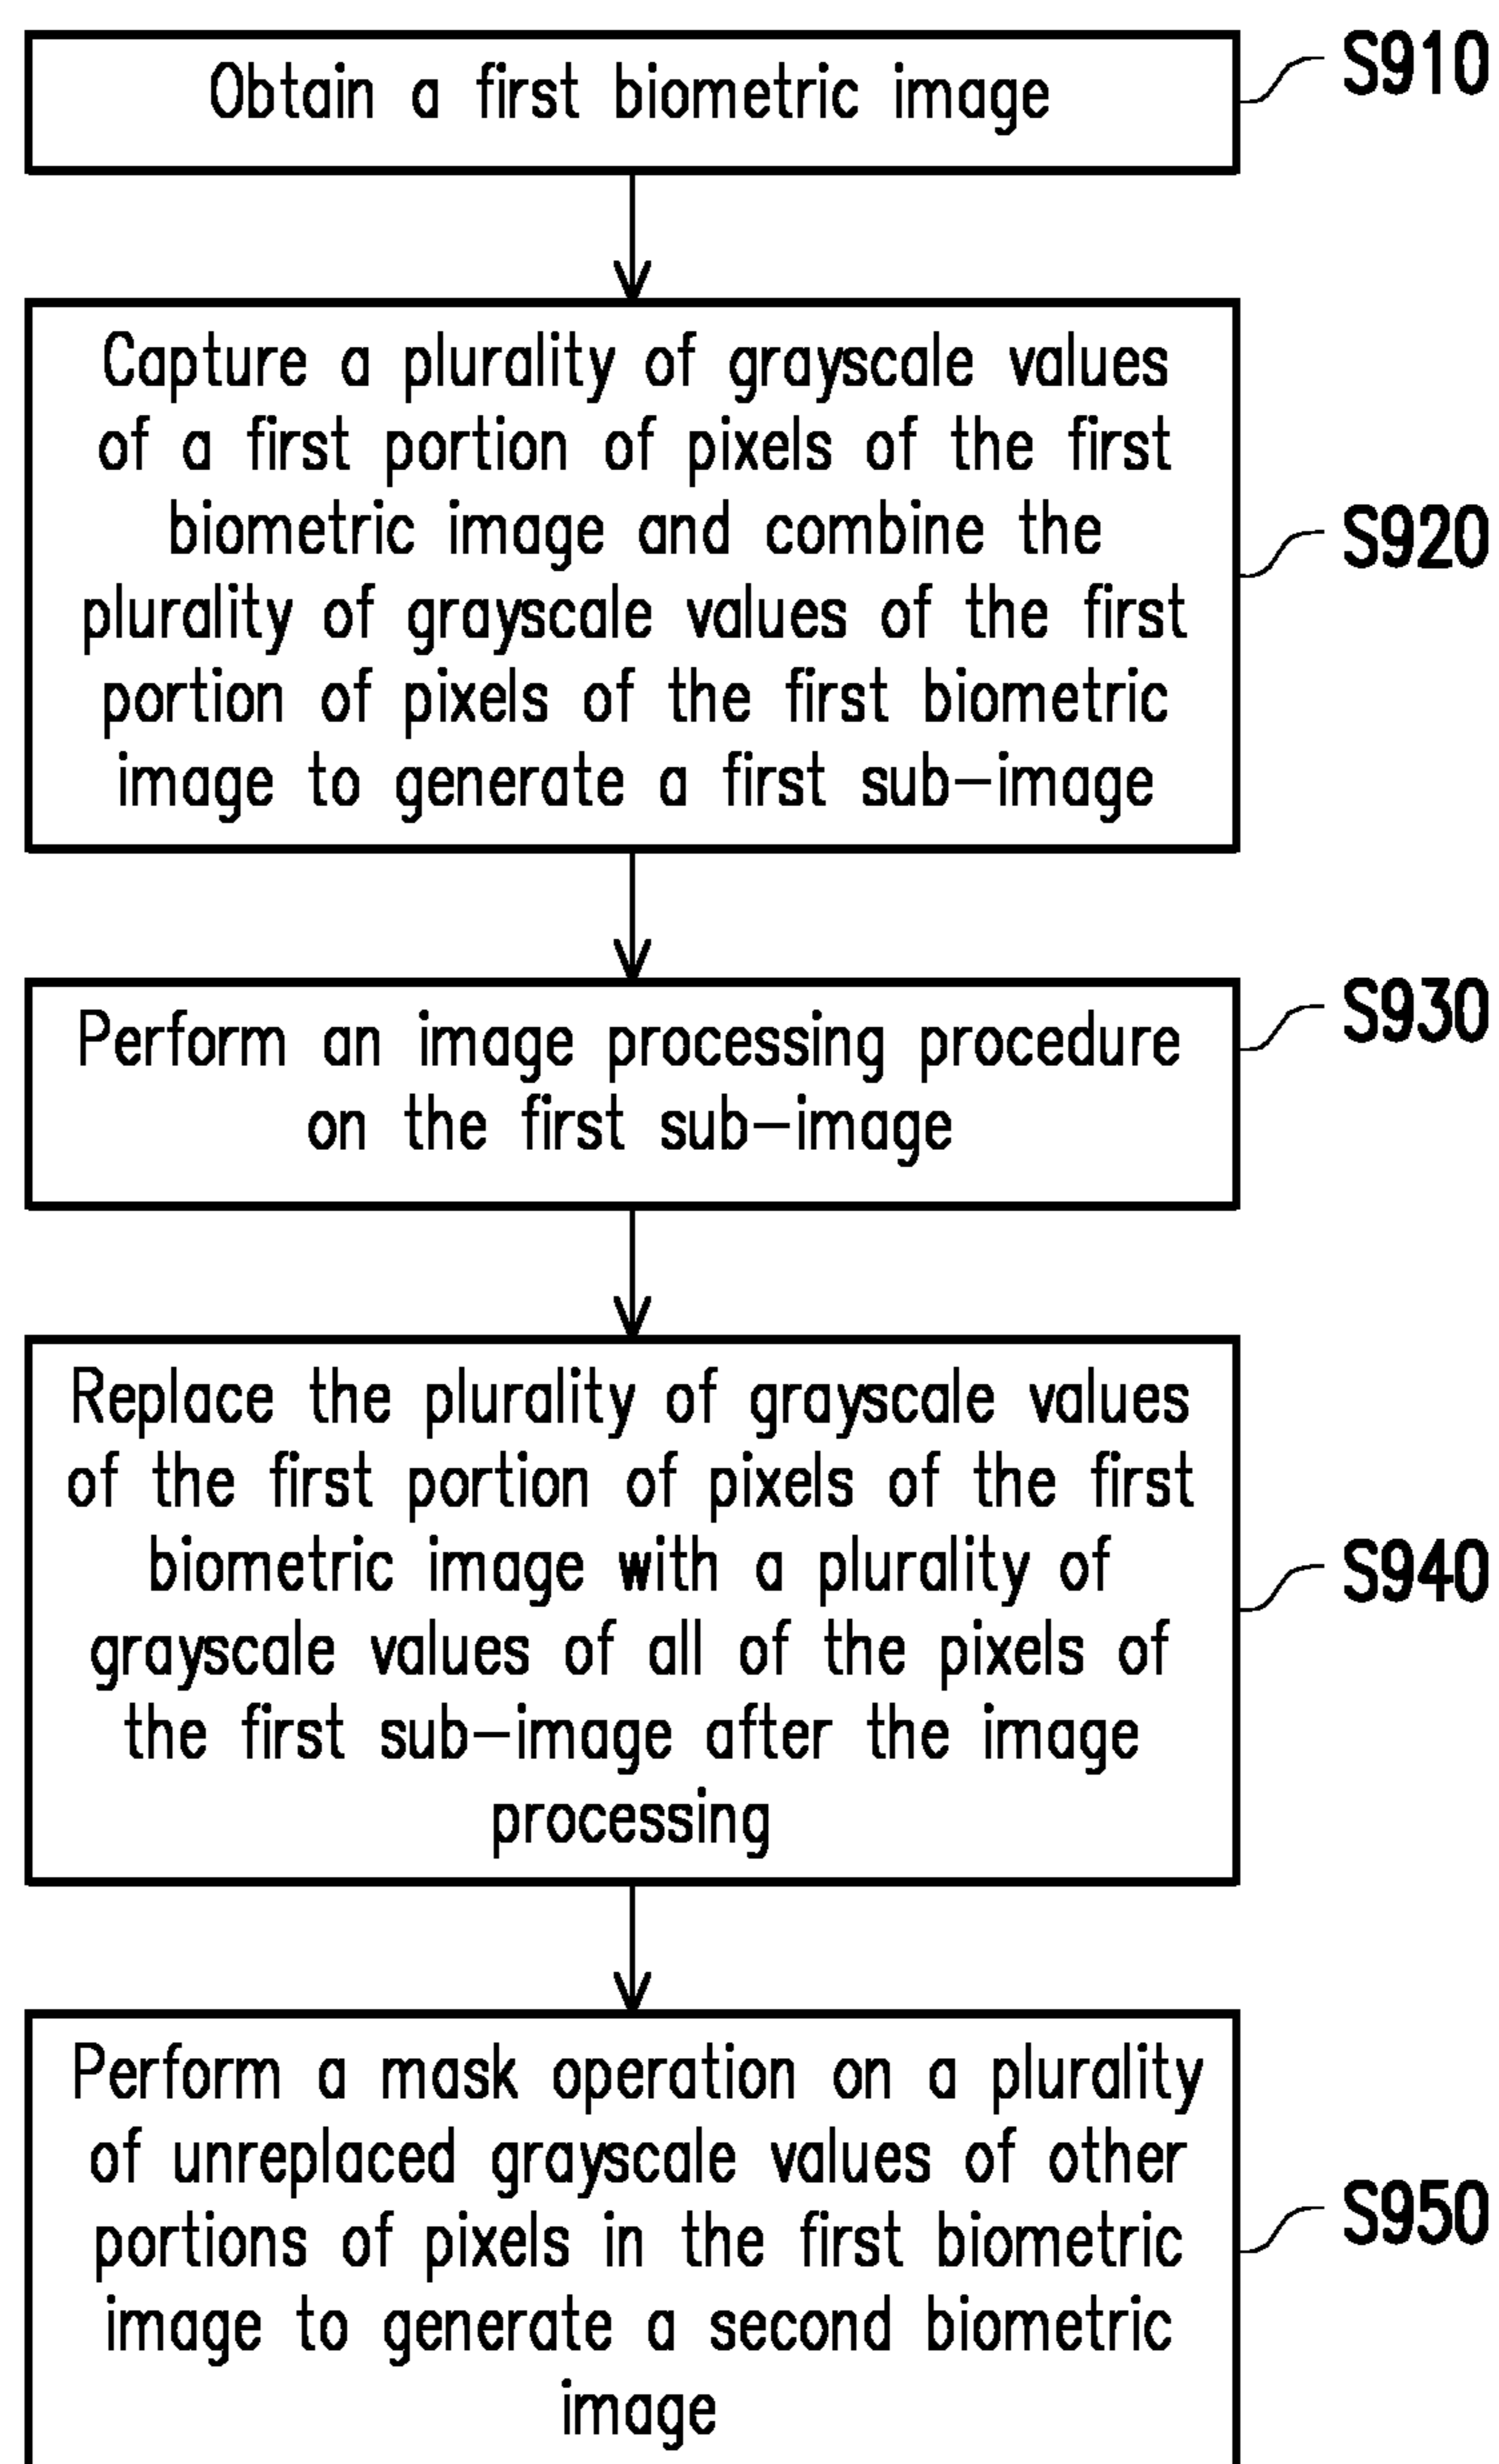 Obtain a first biometric image
S910
Capture a plurality of grayscale values
of a first portion of pixels of the first
biometric image and combine the
plurality of grayscale values of the first
portion of pixels of the first biometric
image to generate a first sub-image
S920
Perform an image processing procedure
on the first sub-image
S930
Replace the plurality of grayscale values
of the first portion of pixels of the first
biometric image with a plurality of
grayscale values of all of the pixels of
the first sub-image after the image
processing
S940
Perform a mask operation on a plurality
of unreplaced grayscale values of other
portions of pixels in the first biometric
image to generate a second biometric
image
S950